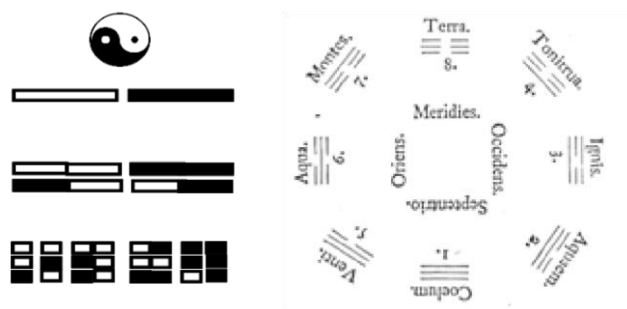 Terra.
8.
Tonitrua.
4.
Ignis.
3.
Aquaem.
2.
Coelum.
1.
Venti.
5.
Aqua.
6.
Montes.
7.
Meridies.
Occidens.
Septentrio.
Oriens.